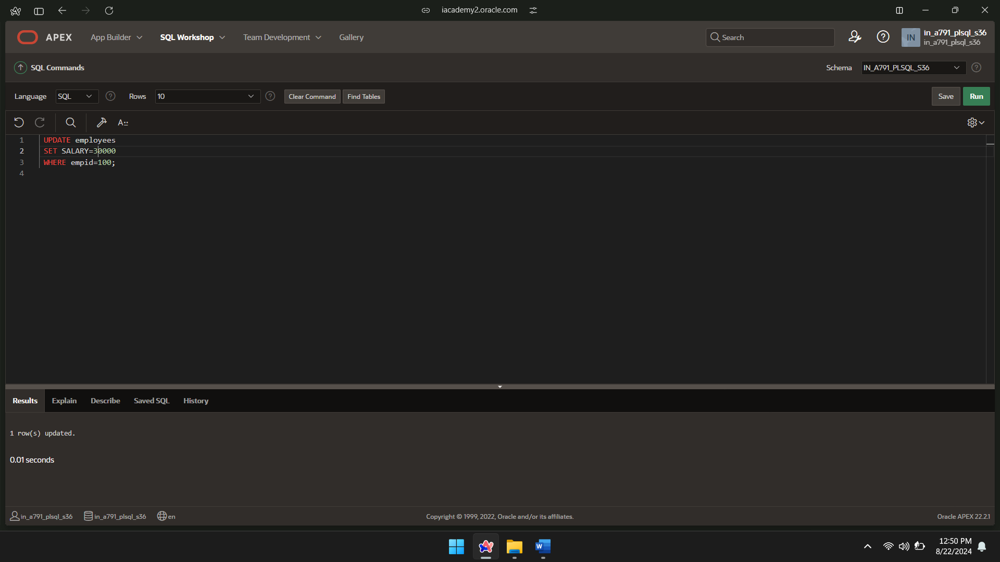 iacademy2.oracle.com
APEX App Builder SQL Workshop Team Development Gallery Search IN in_a791_plsql_s36
in_a791_plsql_s36
SQL Commands Schema IN_A791_PLSQL_S36
Language SQL Rows 10 Clear Command Find Tables Save Run
1 UPDATE employees
2 SET SALARY=30000
3 WHERE empid=100;
4
Results Explain Describe Saved SQL History
1 row(s) updated.
0.01 seconds
in_a791_plsql_s36 in_a791_plsql_s36 en Copyright © 1999, 2022, Oracle and/or its affiliates. Oracle APEX 22.2.1
12:50 PM
8/22/2024